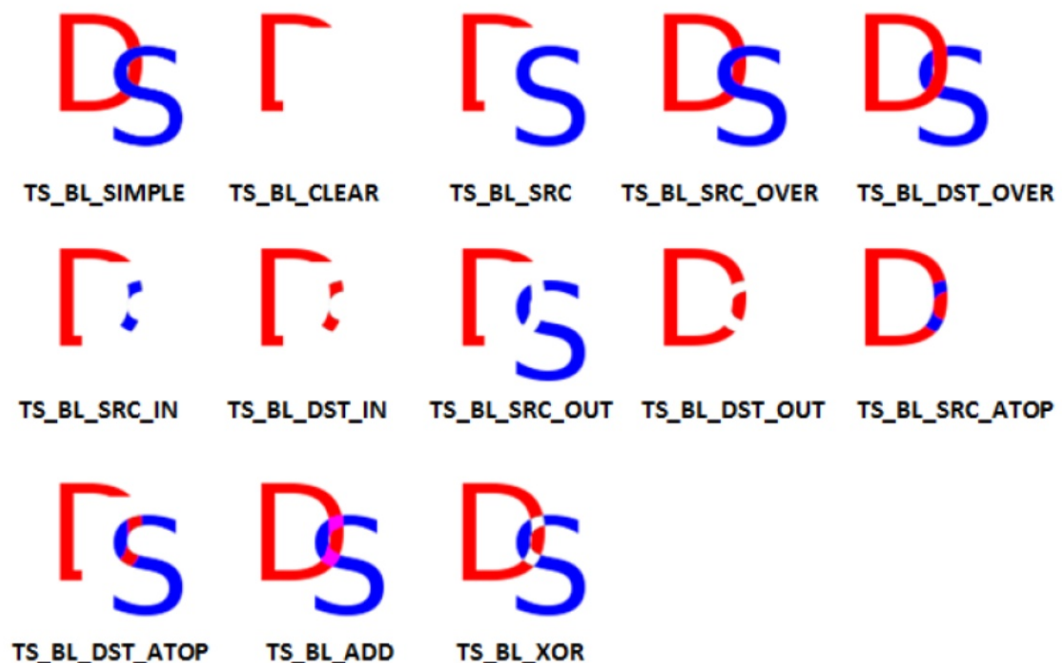 D S D D S D S D S
TS_BL_SIMPLE TS_BL_CLEAR TS_BL_SRC TS_BL_SRC_OVER TS_BL_DST_OVER
D D D S D D
TS_BL_SRC_IN TS_BL_DST_IN TS_BL_SRC_OUT TS_BL_DST_OUT TS_BL_SRC_ATOP
D S D S D S
TS_BL_DST_ATOP TS_BL_ADD TS_BL_XOR